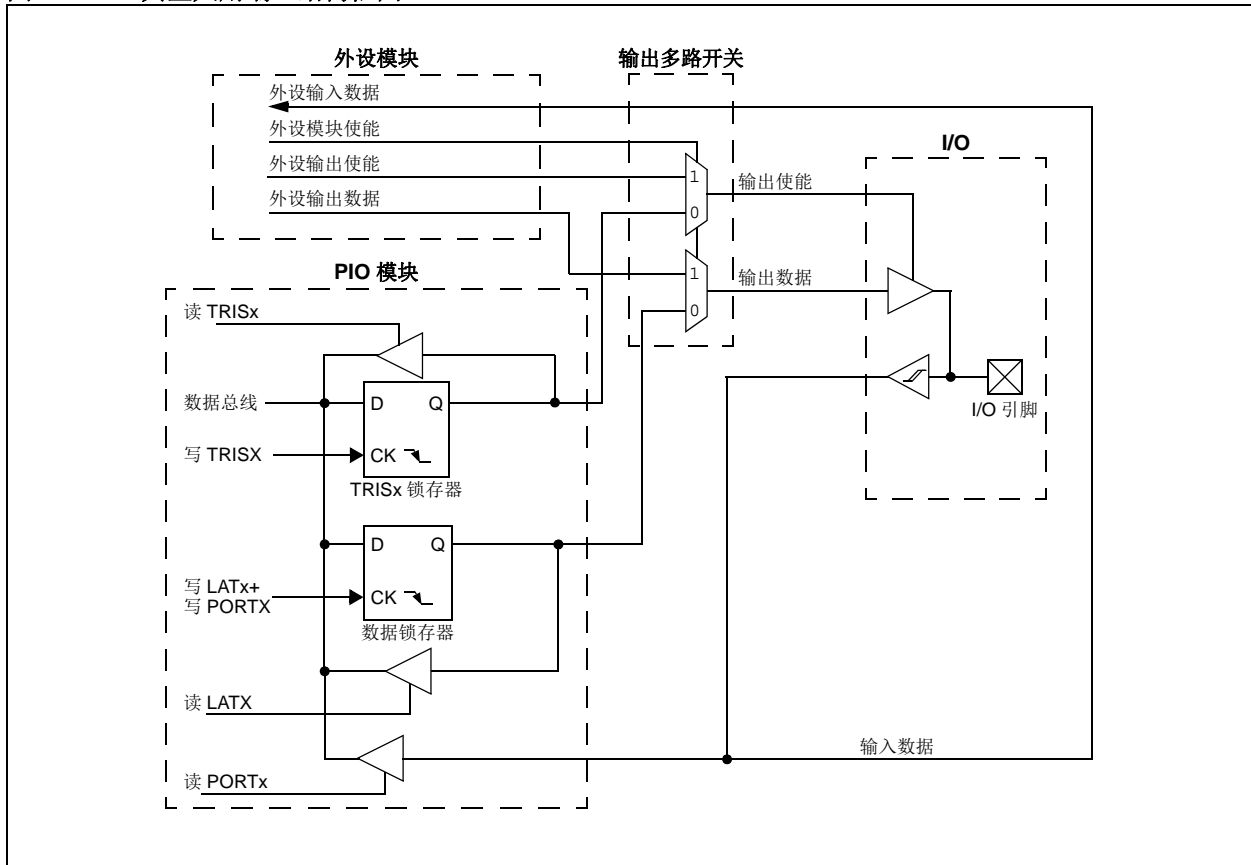 外设模块
输出多路开关
外设输入数据
外设模块使能
外设输出使能
外设输出数据
I/O
1
0
输出使能
1
0
输出数据
PIO 模块
读 TRISx
数据总线
D Q
写 TRISX
CK
TRISx 锁存器
I/O 引脚
D Q
写 LATx+
写 PORTX
CK
数据锁存器
读 LATX
输入数据
读 PORTx